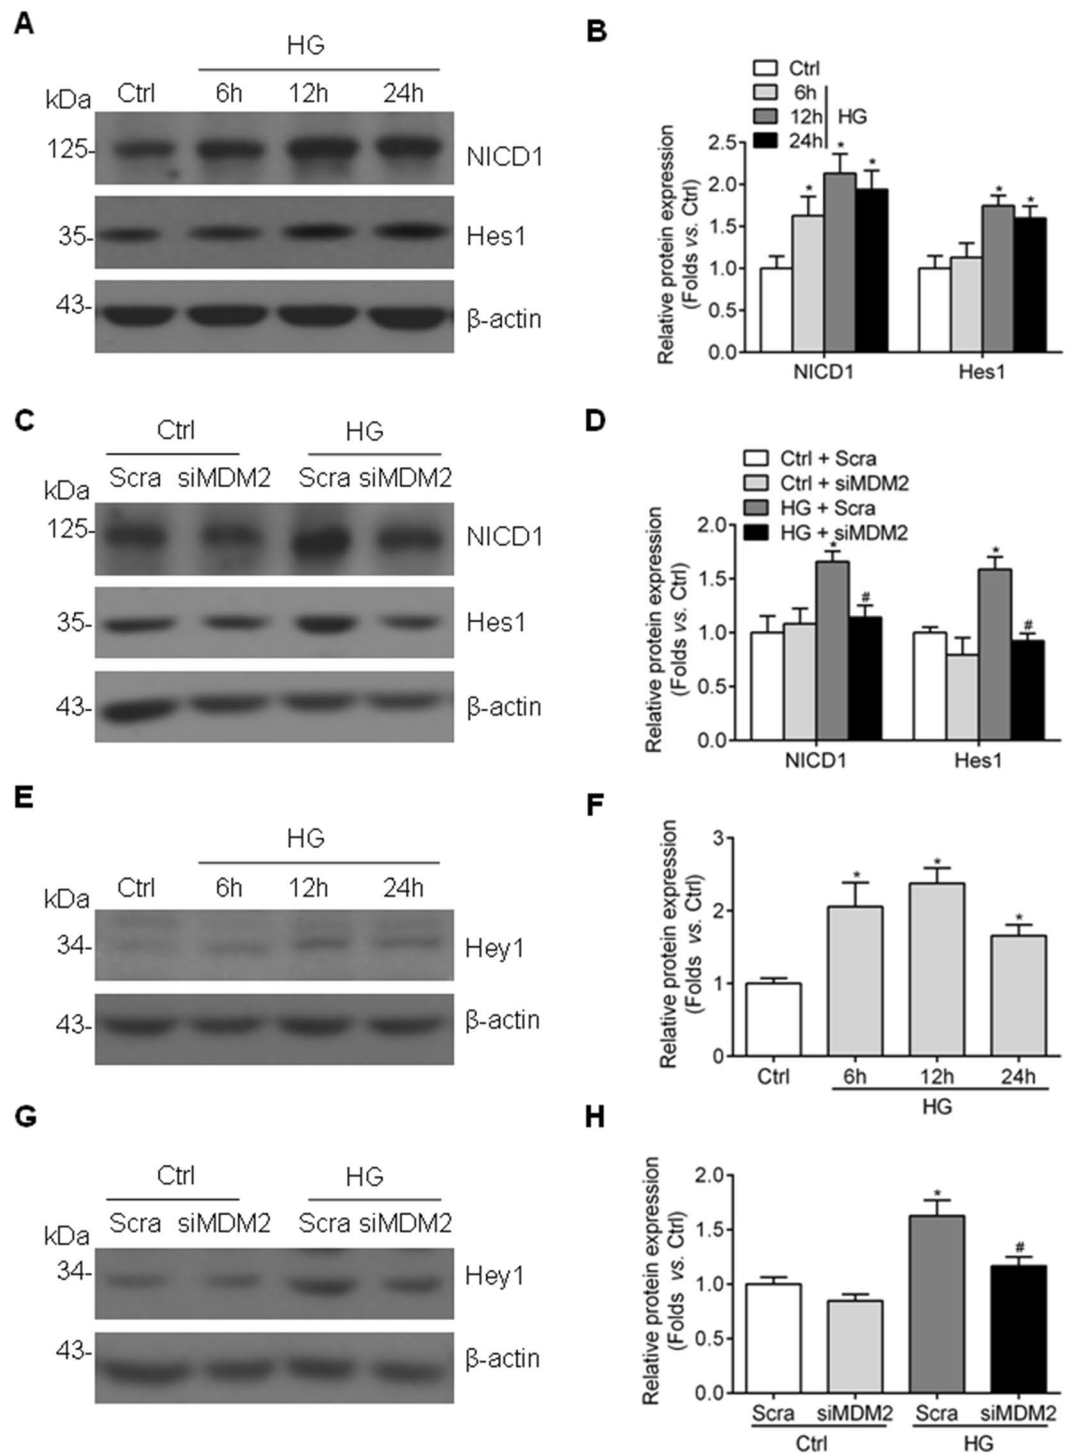 A
HG
kDa Ctrl 6h 12h 24h
125- NICD1
35- Hes1
43- β-actin
B
Ctrl
6h
12h HG
24h
Relative protein expression
(Folds vs. Ctrl)
2.5
2.0
1.5
1.0
0.5
0.0
* * * * *
NICD1 Hes1
C
Ctrl HG
kDa Scra siMDM2 Scra siMDM2
125- NICD1
35- Hes1
43- β-actin
D
Ctrl + Scra
Ctrl + siMDM2
HG + Scra
HG + siMDM2
Relative protein expression
(Folds vs. Ctrl)
2.0
1.5
1.0
0.5
0.0
* # * #
NICD1 Hes1
E
HG
kDa Ctrl 6h 12h 24h
34- Hey1
43- β-actin
F
Relative protein expression
(Folds vs. Ctrl)
3
2
1
0
* * *
Ctrl 6h 12h 24h
HG
G
Ctrl HG
kDa Scra siMDM2 Scra siMDM2
34- Hey1
43- β-actin
H
Relative protein expression
(Folds vs. Ctrl)
2.0
1.5
1.0
0.5
0.0
* #
Scra siMDM2 Scra siMDM2
Ctrl HG